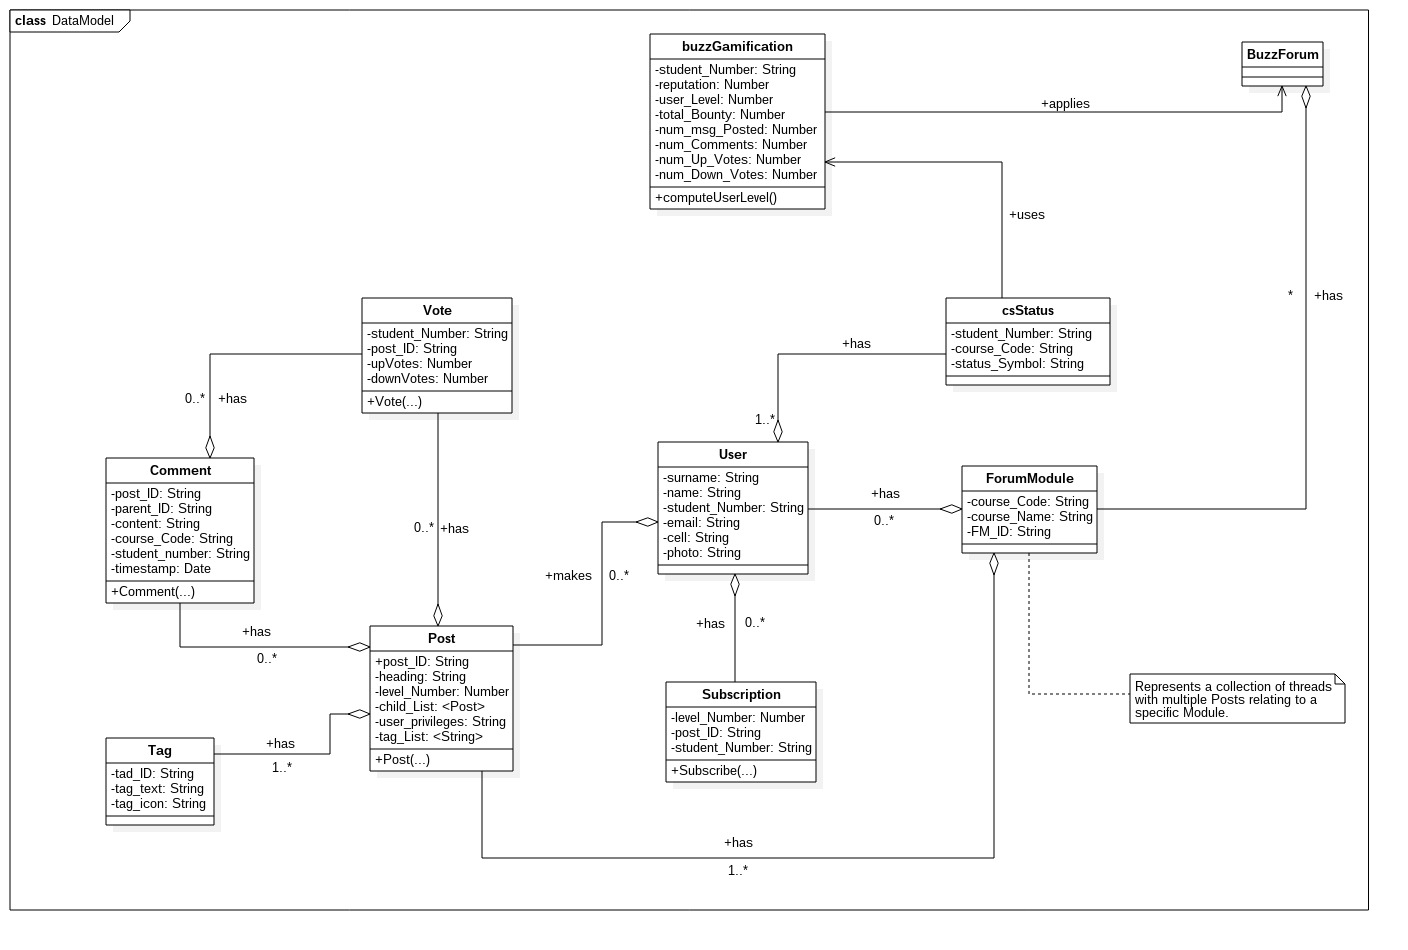 class DataModel
buzzGamification
-student_Number: String
-reputation: Number
-user_Level: Number
-total_Bounty: Number
-num_msg_Posted: Number
-num_Comments: Number
-num_Up_Votes: Number
-num_Down_Votes: Number
+computeUserLevel()
BuzzForum
+applies
+uses
*
+has
Vote
-student_Number: String
-post_ID: String
-upVotes: Number
-downVotes: Number
+Vote(...)
csStatus
-student_Number: String
-course_Code: String
-status_Symbol: String
+has
1..*
0..*
+has
Comment
-post_ID: String
-parent_ID: String
-content: String
-course_Code: String
-student_number: String
-timestamp: Date
+Comment(...)
0..*
+has
User
-surname: String
-name: String
-student_Number: String
-email: String
-cell: String
-photo: String
+has
0..*
ForumModule
-course_Code: String
-course_Name: String
-FM_ID: String
+makes
0..*
+has
0..*
+has
0..*
Post
+post_ID: String
-heading: String
-level_Number: Number
-child_List: <Post>
-user_privileges: String
-tag_List: <String>
+Post(...)
Subscription
-level_Number: Number
-post_ID: String
-student_Number: String
+Subscribe(...)
Represents a collection of threads
with multiple Posts relating to a
specific Module.
Tag
-tad_ID: String
-tag_text: String
-tag_icon: String
+has
1..*
+has
1..*